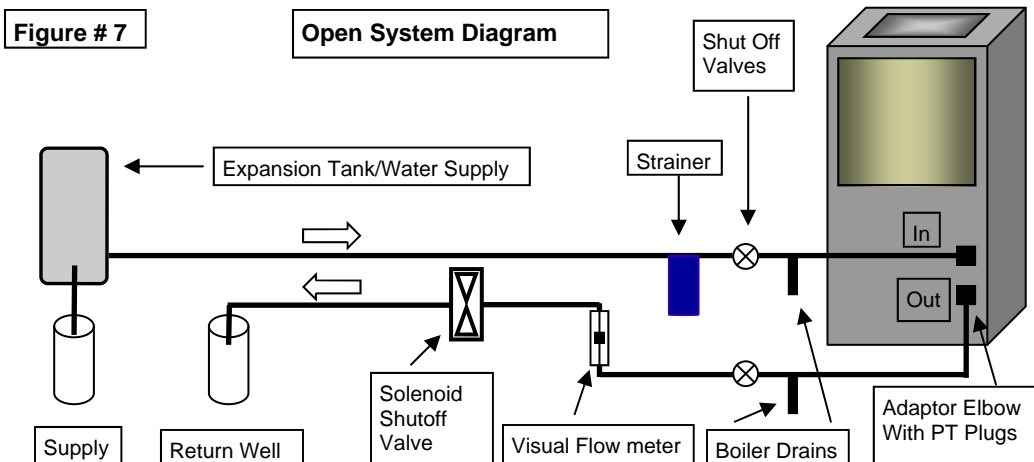 Figure # 7
Open System Diagram
Shut Off
Valves
Expansion Tank/Water Supply
Strainer
In
Out
Solenoid
Shutoff
Valve
Adaptor Elbow
With PT Plugs
Supply
Return Well
Visual Flow meter
Boiler Drains